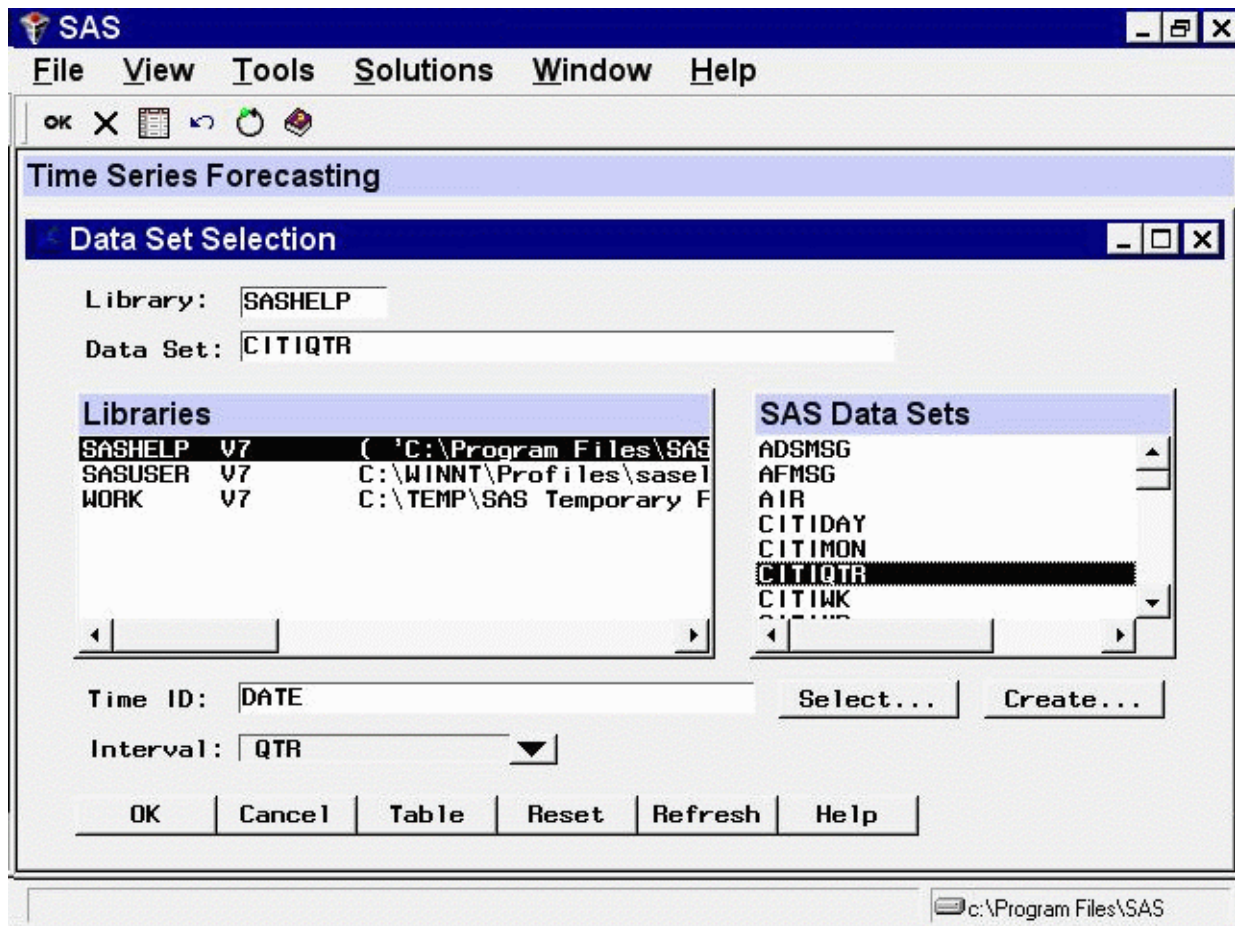 SAS
File View Tools Solutions Window Help
OK
Time Series Forecasting
Data Set Selection
Library: SASHELP
Data Set: CITIQTR
Libraries
SASHELP V7 ( 'C:\Program Files\SAS
SASUSER V7 C:\WINNT\Profiles\sasel
WORK V7 C:\TEMP\SAS Temporary F
SAS Data Sets
ADSMSG
AFMSG
AIR
CITIDAY
CITIMON
CITIQTR
CITIWK
Time ID: DATE Select... Create...
Interval: QTR
OK Cancel Table Reset Refresh Help
c:\Program Files\SAS